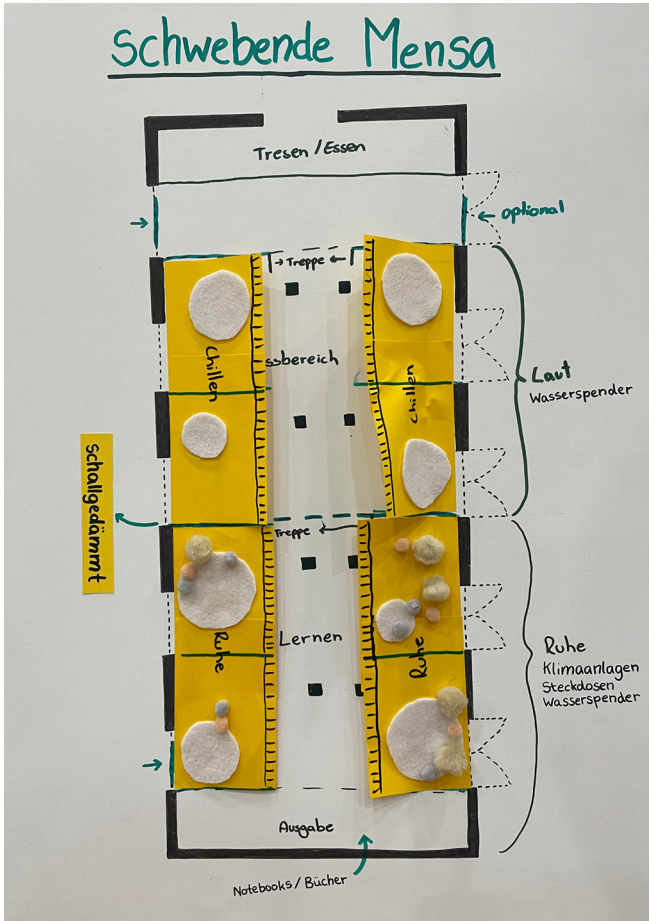 Schwebende Mensa
Tresen / Essen
optional
Treppe
Chillen
ssbereich
Chillen
Laut
Wasserspender
schallgedämmt
Treppe
Ruhe
Lernen
Ruhe
Ruhe
Klimaanlagen
Steckdosen
Wasserspender
Ausgabe
Notebooks / Bücher